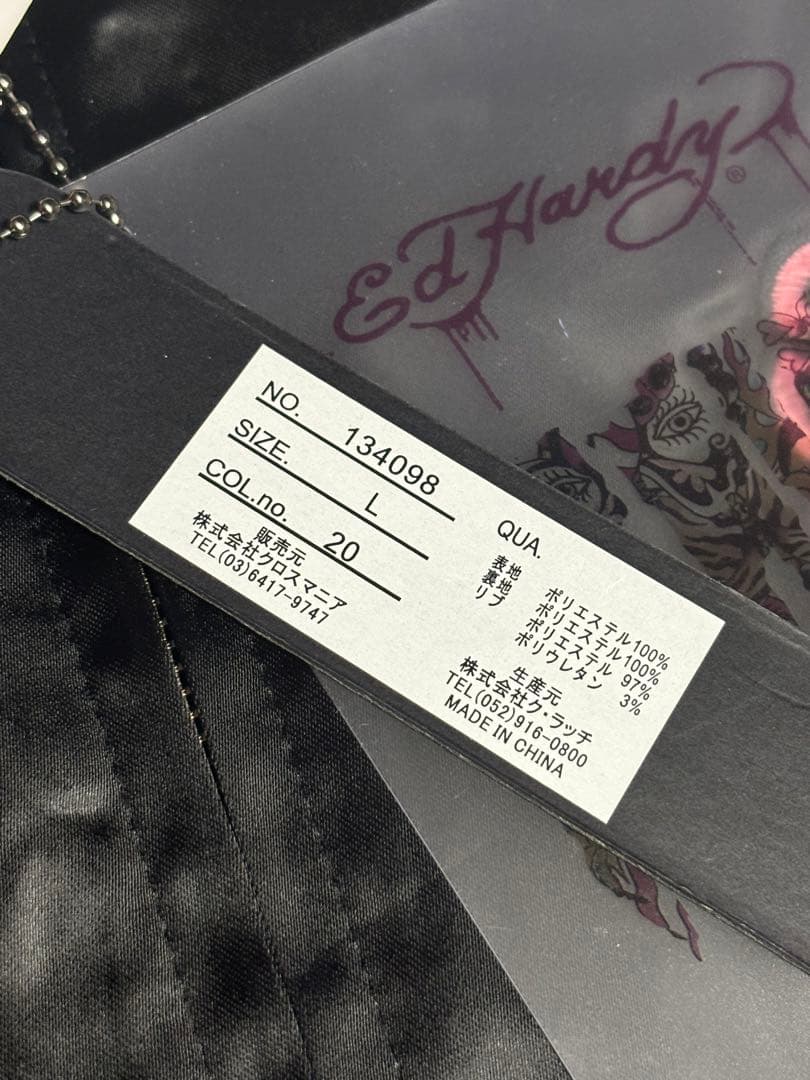 Ed Hardy®
NO. 134098
SIZE. L
COL.no. 20
販売元
株式会社クロスマニア
TEL(03)6417-9747
QUA.
表地 ポリエステル100%
裏地 ポリエステル100%
リブ ポリエステル 97%
ポリウレタン 3%
生産元
株式会社ク・ラッチ
TEL(052)916-0800
MADE IN CHINA